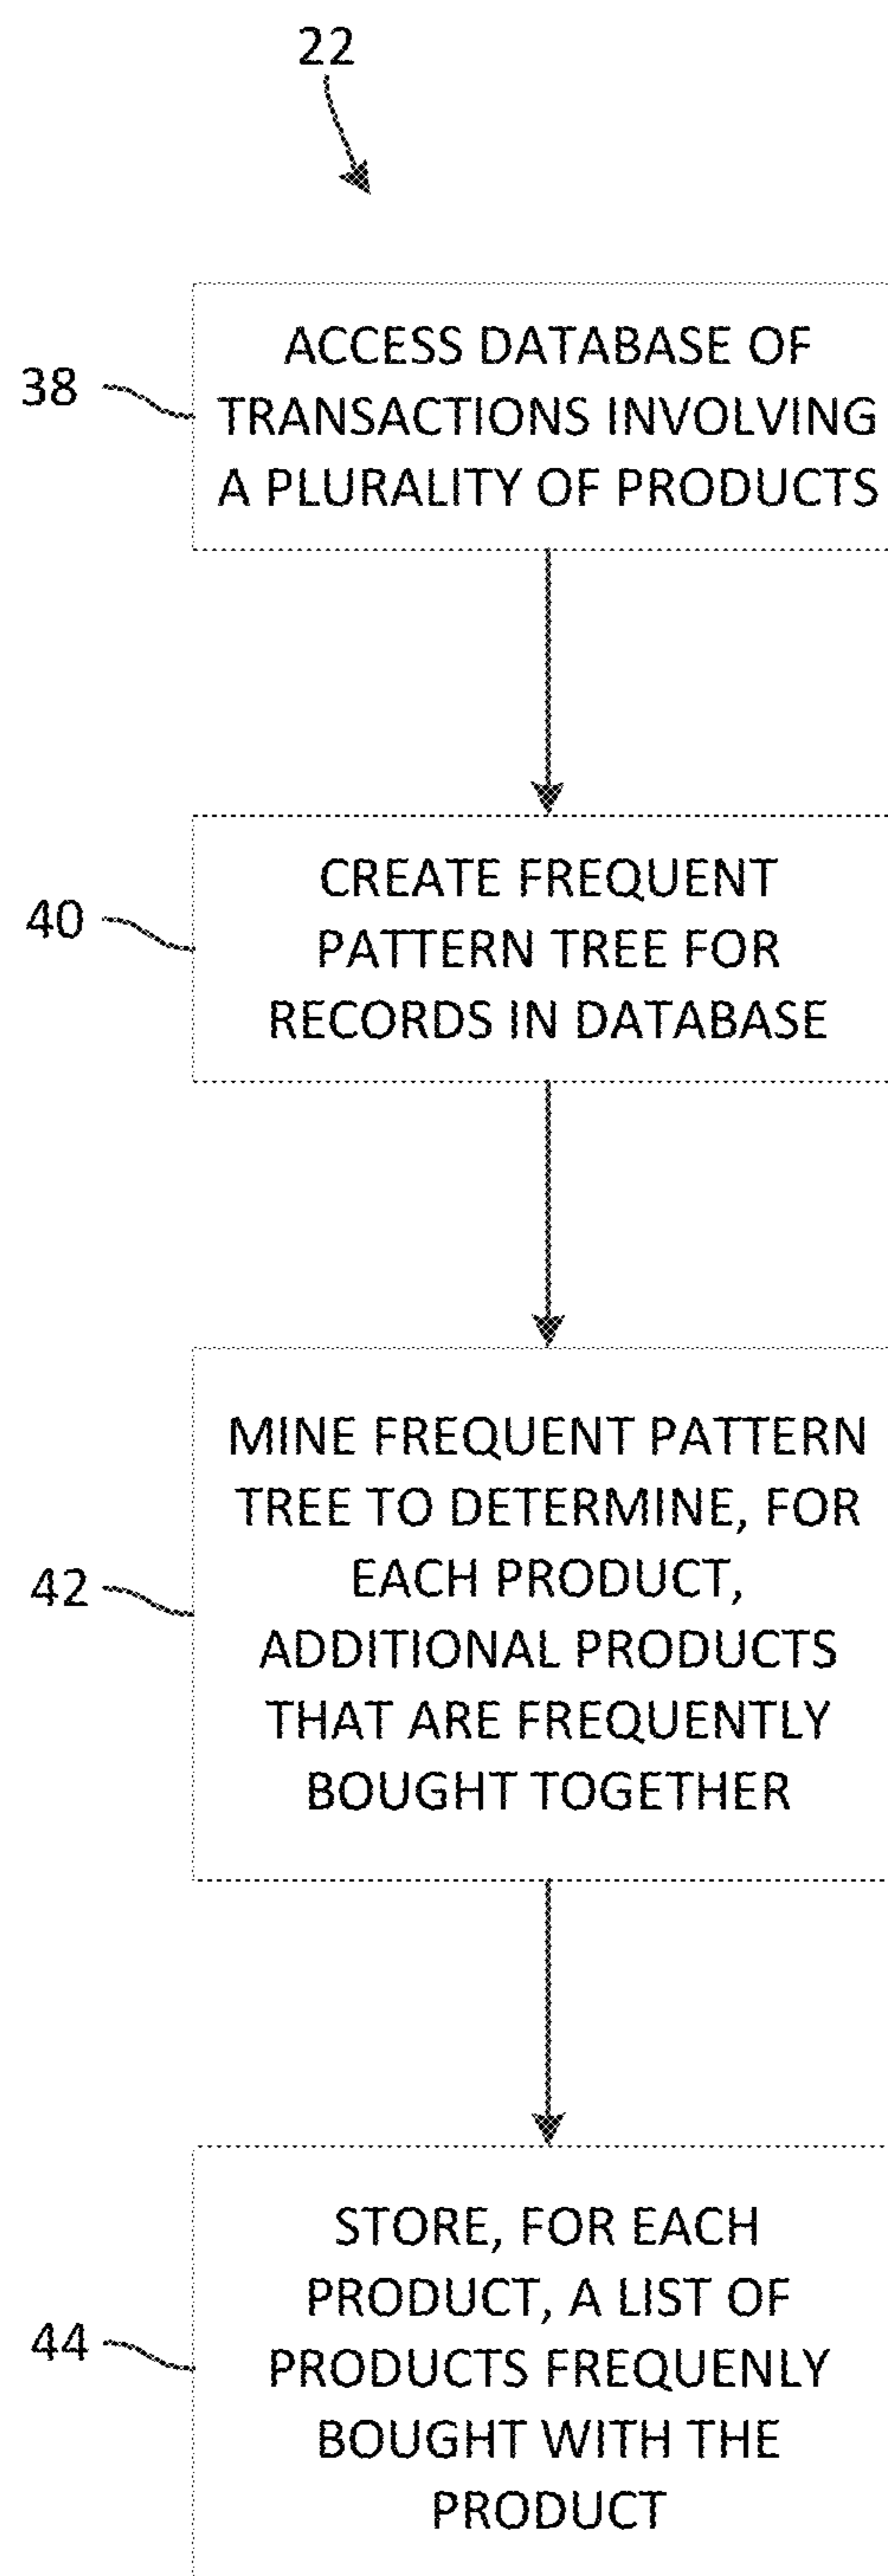 22
38
ACCESS DATABASE OF
TRANSACTIONS INVOLVING
A PLURALITY OF PRODUCTS
40
CREATE FREQUENT
PATTERN TREE FOR
RECORDS IN DATABASE
42
MINE FREQUENT PATTERN
TREE TO DETERMINE, FOR
EACH PRODUCT,
ADDITIONAL PRODUCTS
THAT ARE FREQUENTLY
BOUGHT TOGETHER
44
STORE, FOR EACH
PRODUCT, A LIST OF
PRODUCTS FREQUENLY
BOUGHT WITH THE
PRODUCT